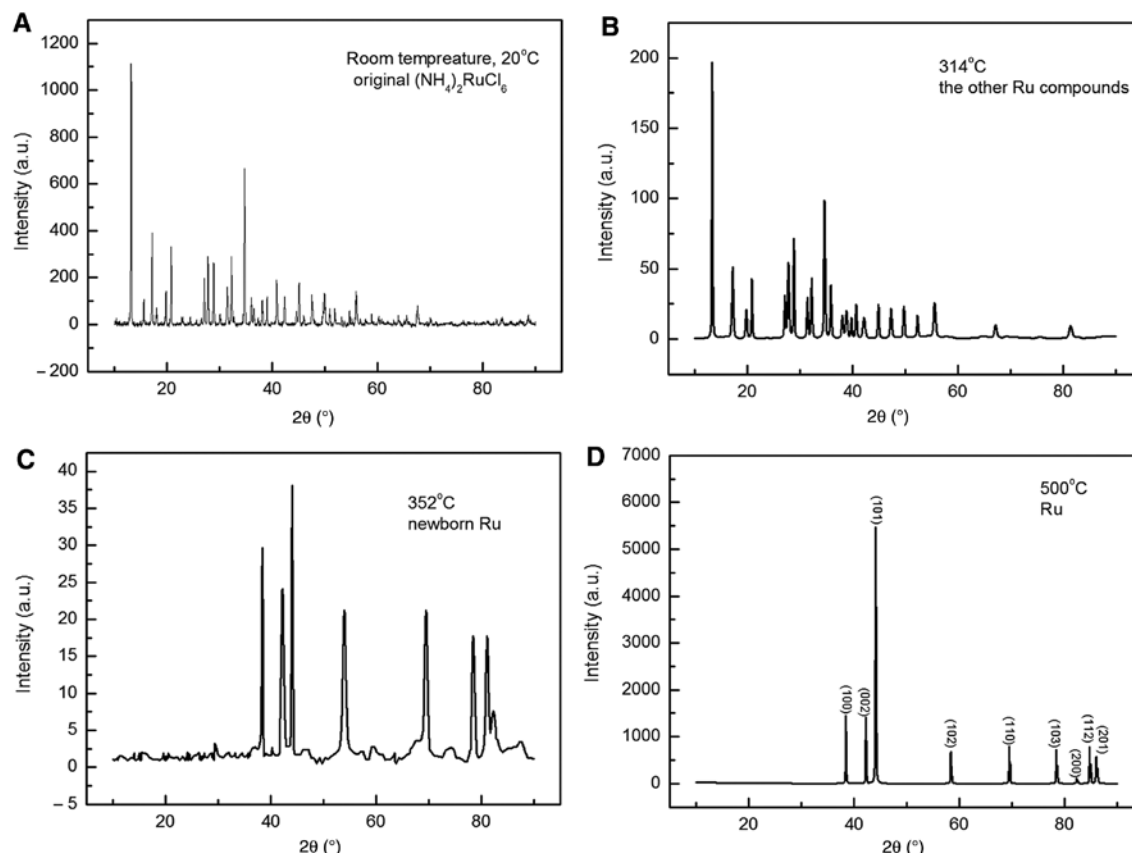 A
1200
1000
800
600
400
200
0
−200
Intensity (a.u.)
Room tempreature, 20°C
original (NH₄)₂RuCl₆
20
40
60
80
2θ (°)
B
200
150
100
50
0
Intensity (a.u.)
314°C
the other Ru compounds
20
40
60
80
2θ (°)
C
40
35
30
25
20
15
10
5
0
−5
Intensity (a.u.)
352°C
newborn Ru
20
40
60
80
2θ (°)
D
7000
6000
5000
4000
3000
2000
1000
0
Intensity (a.u.)
500°C
Ru
(100)
(002)
(101)
(102)
(110)
(103)
(200)
(112)
(201)
20
40
60
80
2θ (°)